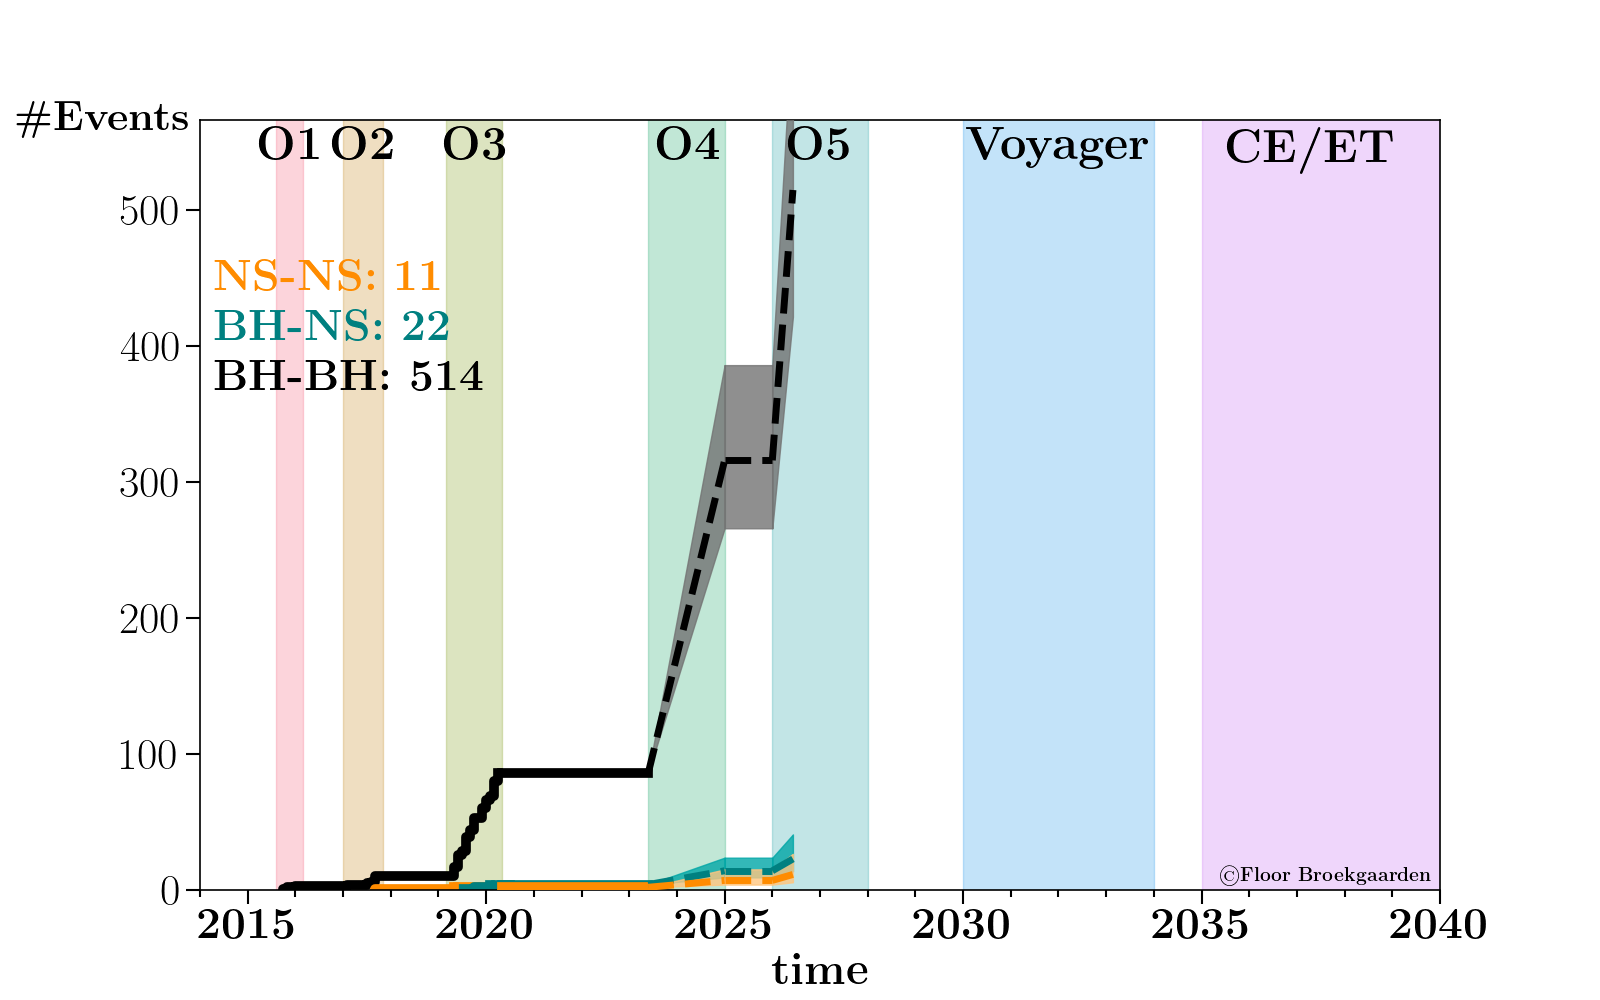 #Events
O1 O2 O3 O4 O5 Voyager CE/ET
500
NS-NS: 11
BH-NS: 22
400
BH-BH: 514
300
200
100
©Floor Broekgaarden
0
2015 2020 2025 2030 2035 2040
time